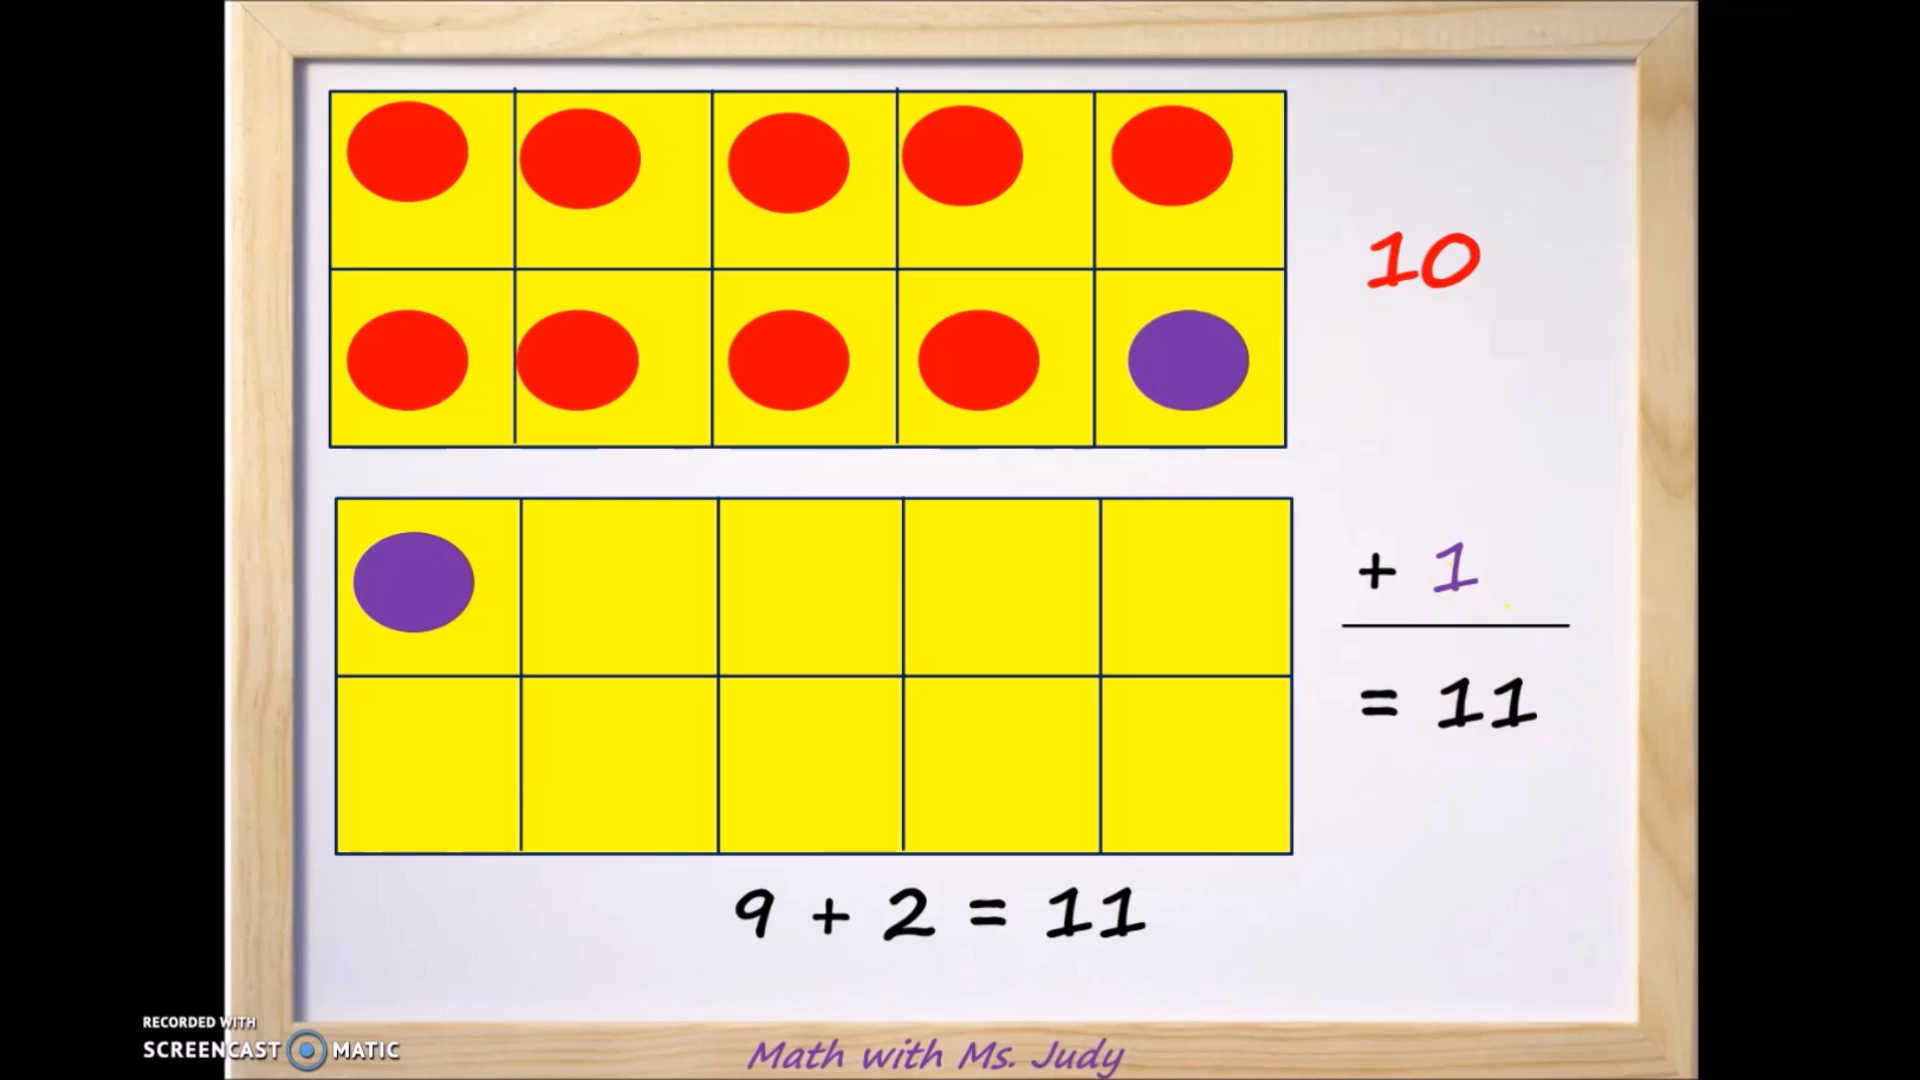 10
+ 1
= 11
9 + 2 = 11
RECORDED WITH
SCREENCAST MATIC
Math with Ms. Judy